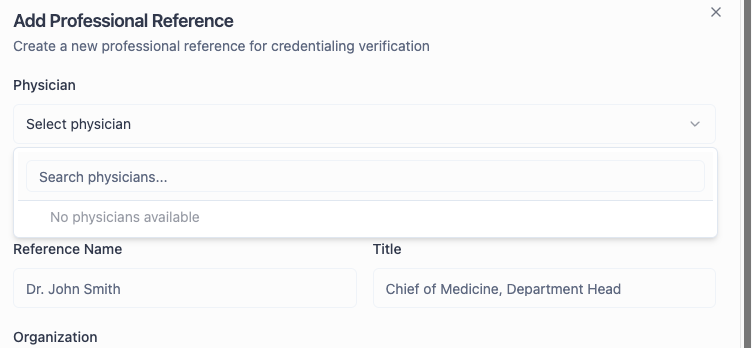 Add Professional Reference
Create a new professional reference for credentialing verification
Physician
Select physician
Search physicians...
No physicians available
Reference Name
Title
Dr. John Smith
Chief of Medicine, Department Head
Organization